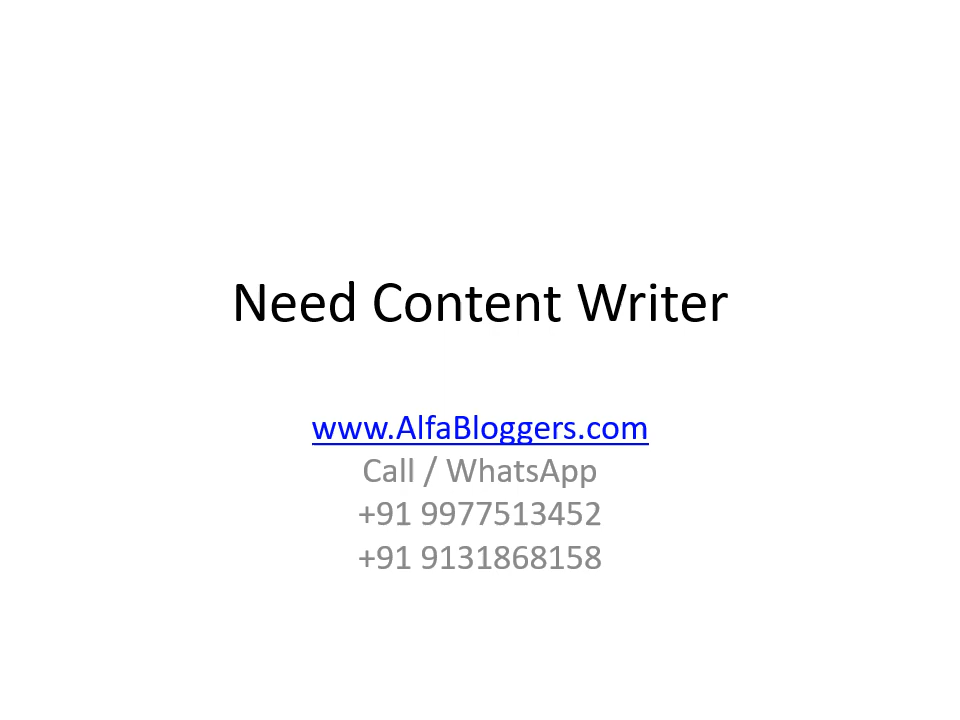 Need Content Writer
www.AlfaBloggers.com
Call / WhatsApp
+91 9977513452
+91 9131868158